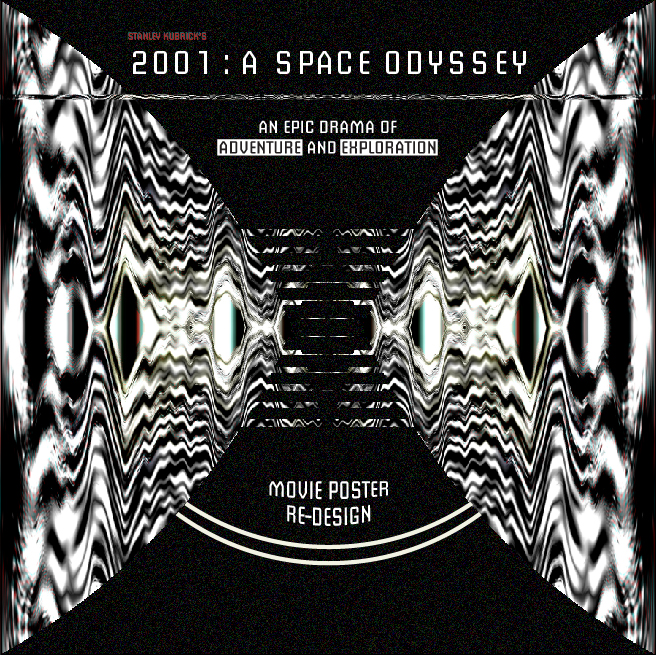 STANLEY KUBRICK'S
2001: A SPACE ODYSSEY
AN EPIC DRAMA OF
ADVENTURE AND EXPLORATION
MOVIE POSTER
RE-DESIGN